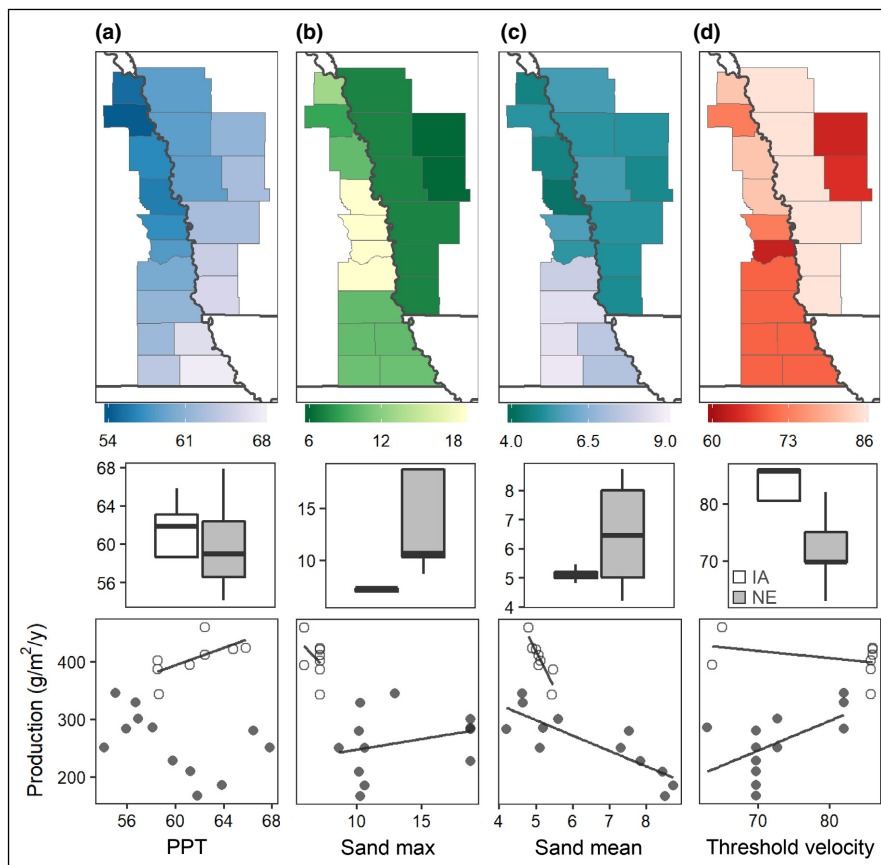 (a) (b) (c) (d)
54 61 68 6 12 18 4.0 6.5 9.0 60 73 86
68
64
60
56
15
10
8
7
6
5
4
80
70
IA
NE
Production (g/m²/y)
400
300
200
56 60 64 68 10 15 4 5 6 7 8 70 80
PPT Sand max Sand mean Threshold velocity